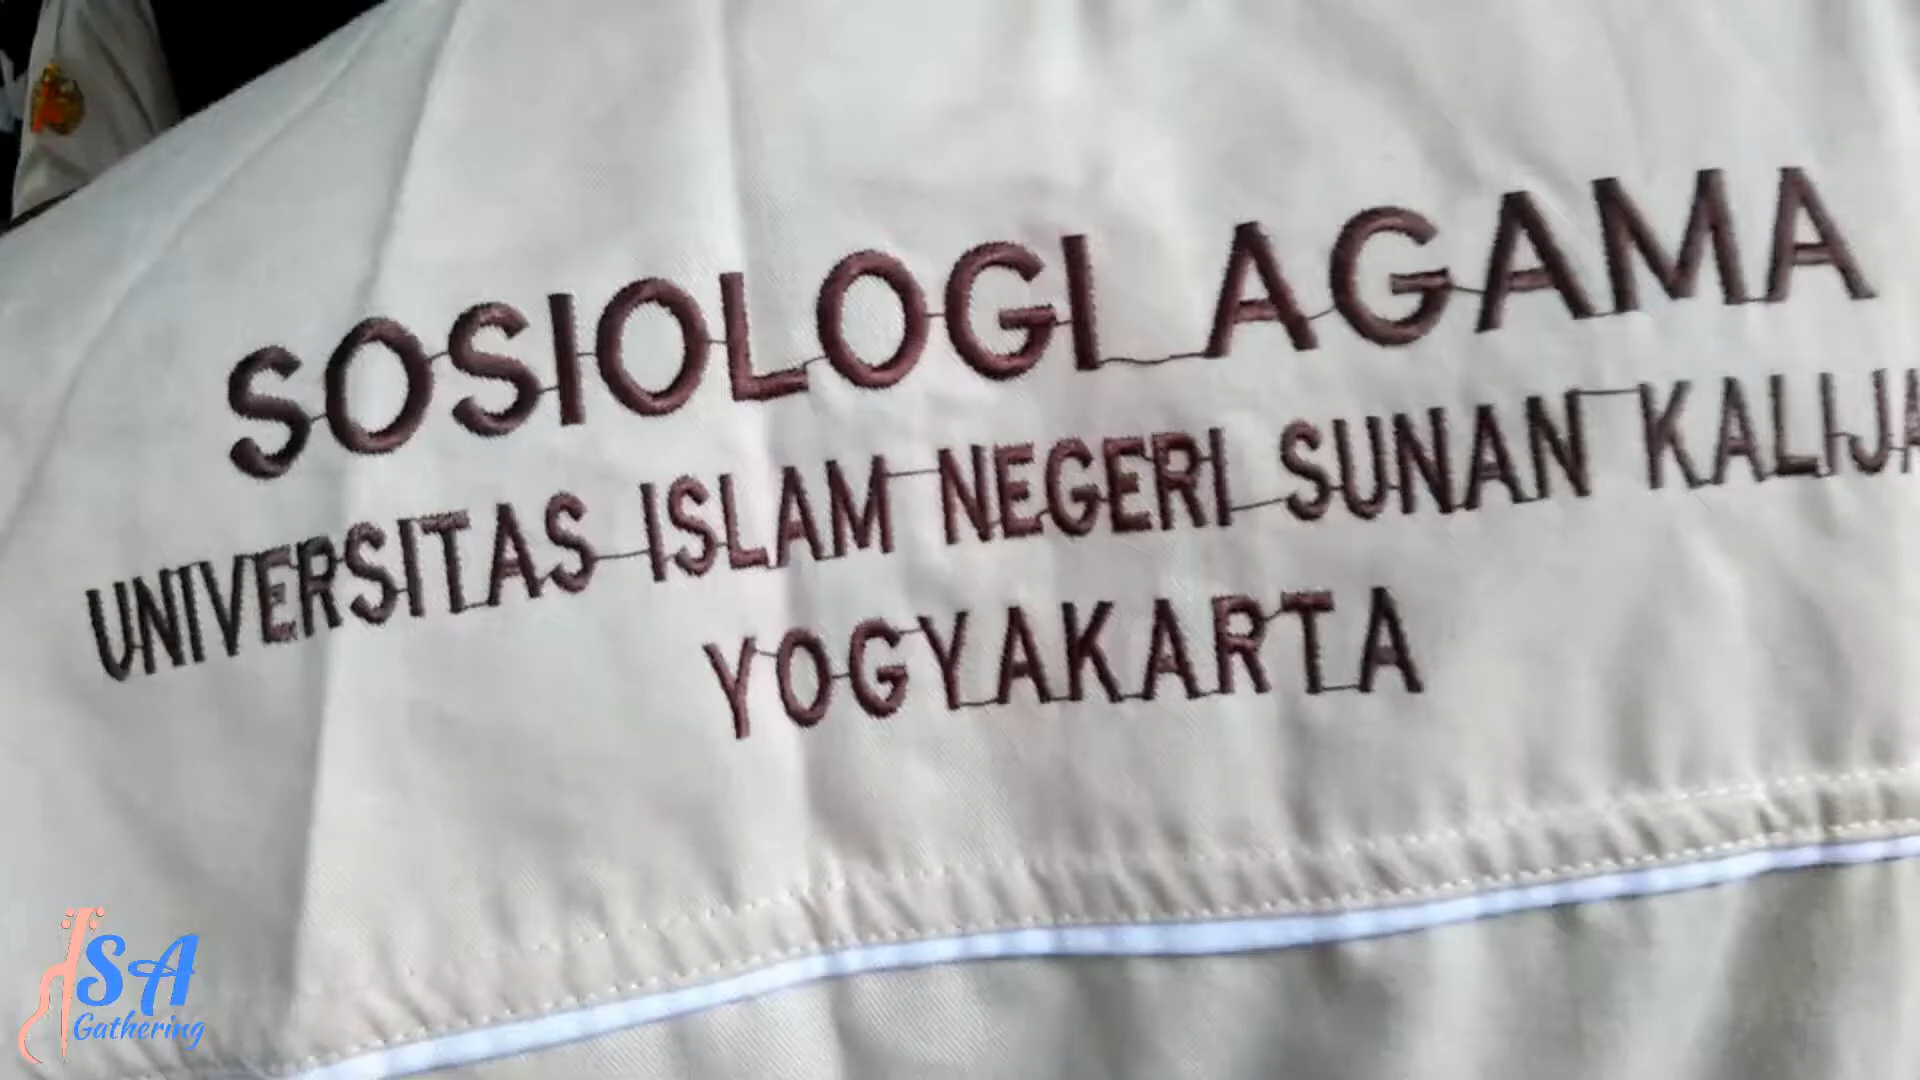 SOSIOLOGI AGAMA
UNIVERSITAS ISLAM NEGERI SUNAN KALIJA
YOGYAKARTA
SA
Gathering